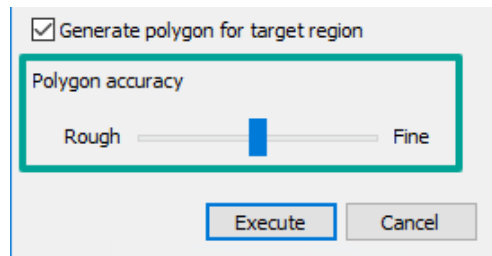 Generate polygon for target region
Polygon accuracy
Rough Fine
Execute Cancel